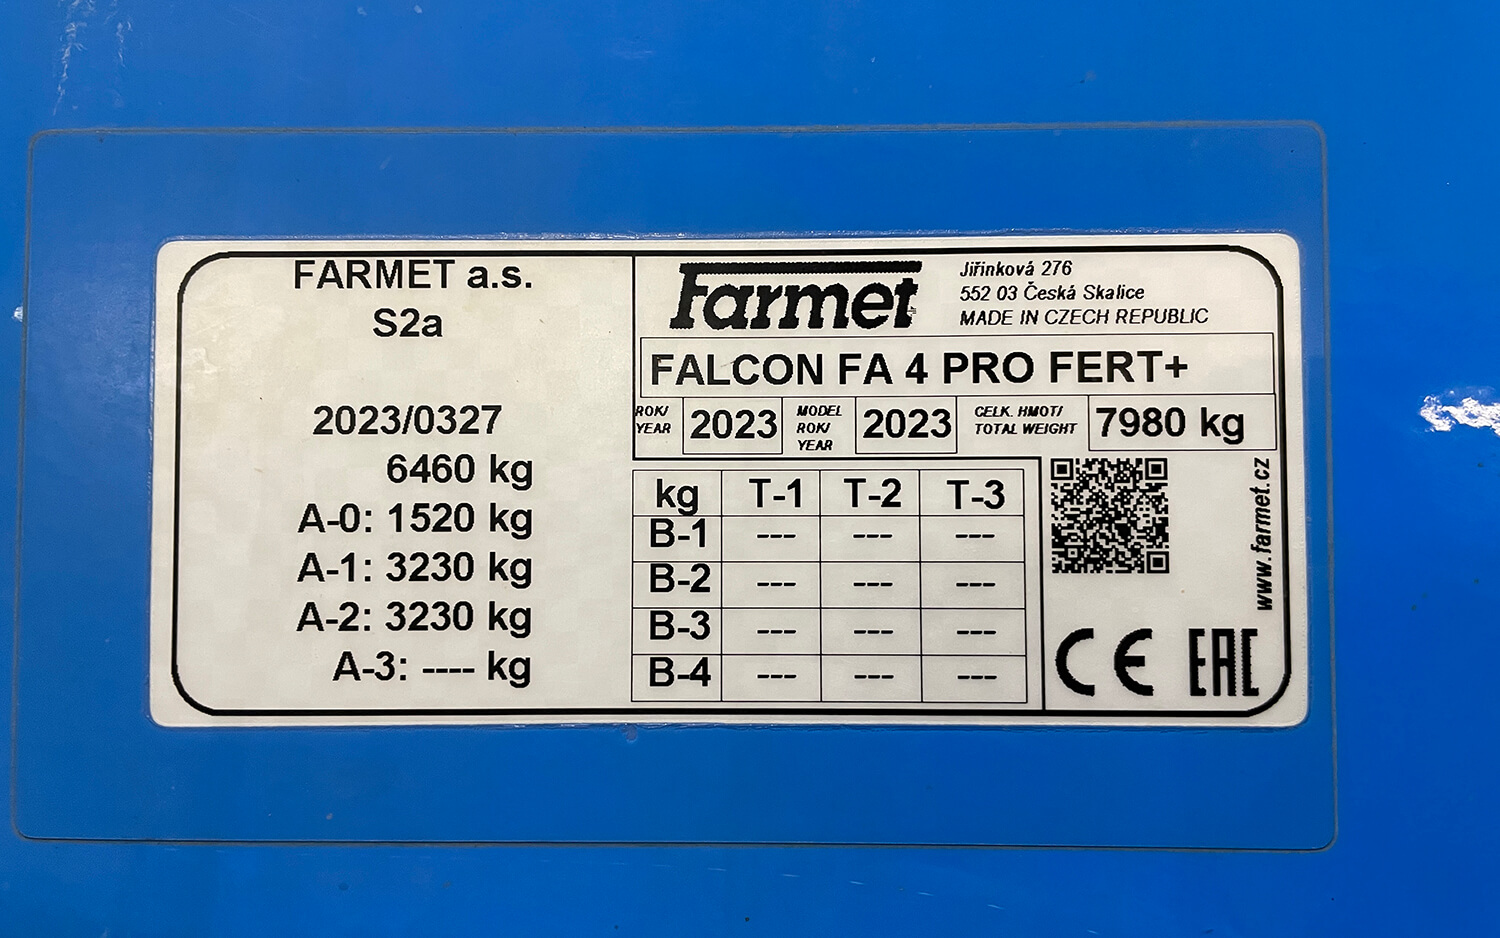 FARMET a.s.
S2a
2023/0327
6460 kg
A-0: 1520 kg
A-1: 3230 kg
A-2: 3230 kg
A-3: ---- kg
Farmet
Jiřinková 276
552 03 Česká Skalice
MADE IN CZECH REPUBLIC
FALCON FA 4 PRO FERT+
ROK/ YEAR 2023 MODEL ROK/ YEAR 2023 CELK. HMOT/ TOTAL WEIGHT 7980 kg
kg T-1 T-2 T-3
B-1 --- --- ---
B-2 --- --- ---
B-3 --- --- ---
B-4 --- --- ---
www.farmet.cz
CE EAC